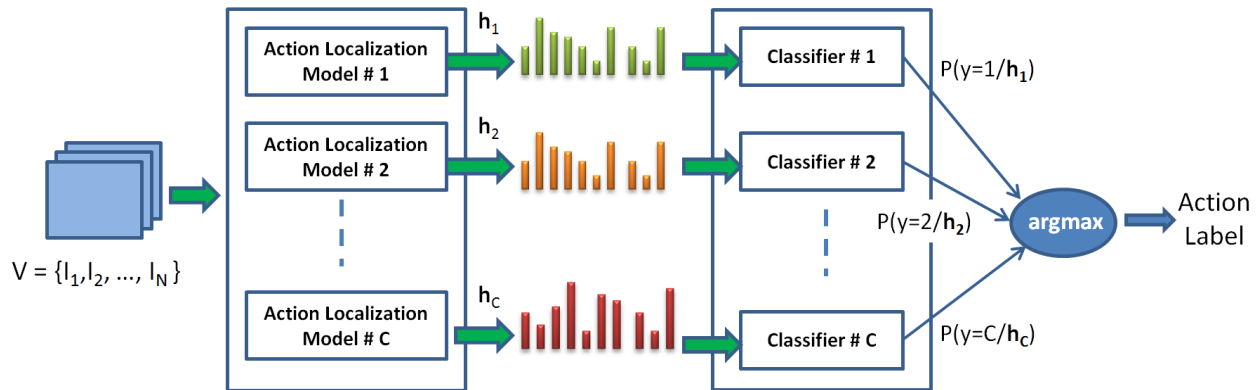 V = {I1,I2, ..., IN }
Action Localization
Model # 1
Action Localization
Model # 2
Action Localization
Model # C
h1
h2
hC
Classifier # 1
Classifier # 2
Classifier # C
P(y=1/h1)
P(y=2/h2)
P(y=C/hC)
argmax
Action
Label